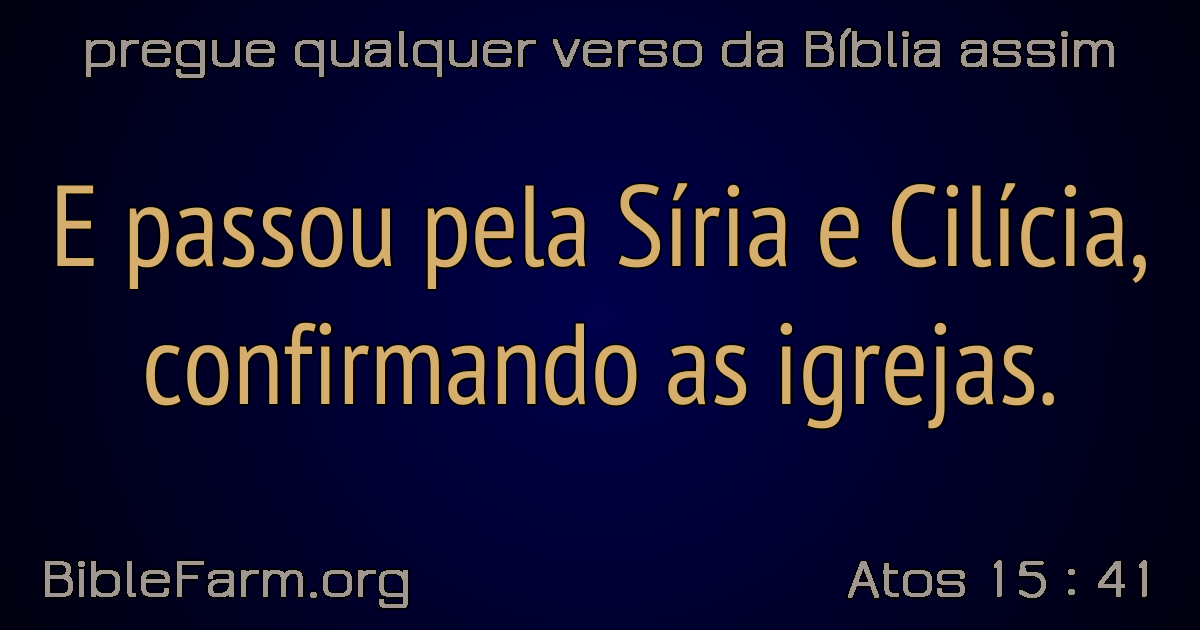 pregue qualquer verso da Bíblia assim
E passou pela Síria e Cilícia,
confirmando as igrejas.
BibleFarm.org
Atos 15 : 41